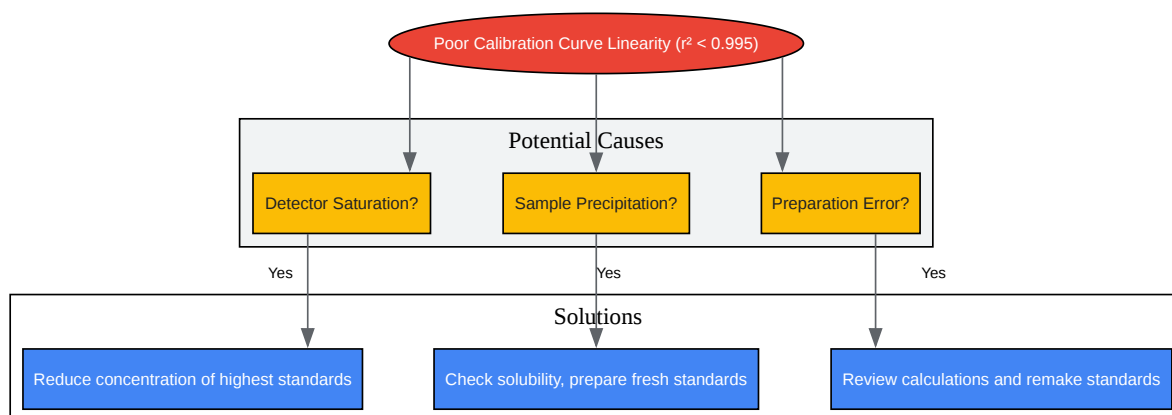 Poor Calibration Curve Linearity (r² < 0.995)
Potential Causes
Detector Saturation?
Sample Precipitation?
Preparation Error?
Yes
Yes
Yes
Solutions
Reduce concentration of highest standards
Check solubility, prepare fresh standards
Review calculations and remake standards